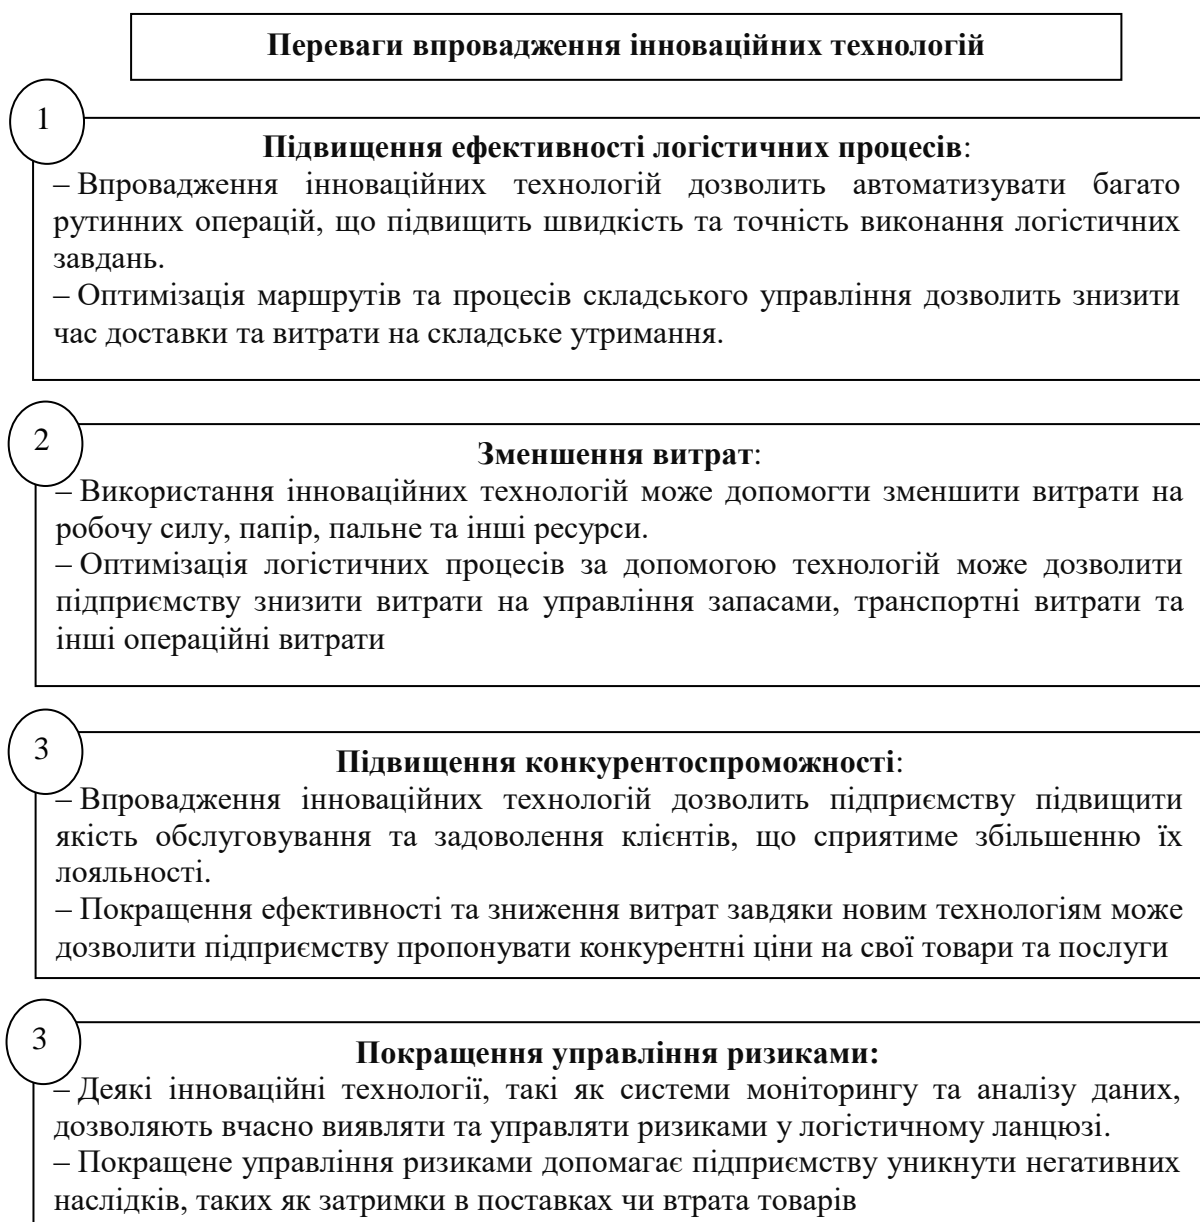 Переваги впровадження інноваційних технологій
1
Підвищення ефективності логістичних процесів:
– Впровадження інноваційних технологій дозволить автоматизувати багато
рутинних операцій, що підвищить швидкість та точність виконання логістичних
завдань.
– Оптимізація маршрутів та процесів складського управління дозволить знизити
час доставки та витрати на складське утримання.
2
Зменшення витрат:
– Використання інноваційних технологій може допомогти зменшити витрати на
робочу силу, папір, пальне та інші ресурси.
– Оптимізація логістичних процесів за допомогою технологій може дозволити
підприємству знизити витрати на управління запасами, транспортні витрати та
інші операційні витрати
3
Підвищення конкурентоспроможності:
– Впровадження інноваційних технологій дозволить підприємству підвищити
якість обслуговування та задоволення клієнтів, що сприятиме збільшенню їх
лояльності.
– Покращення ефективності та зниження витрат завдяки новим технологіям може
дозволити підприємству пропонувати конкурентні ціни на свої товари та послуги
3
Покращення управління ризиками:
– Деякі інноваційні технології, такі як системи моніторингу та аналізу даних,
дозволяють вчасно виявляти та управляти ризиками у логістичному ланцюзі.
– Покращене управління ризиками допомагає підприємству уникнути негативних
наслідків, таких як затримки в поставках чи втрата товарів